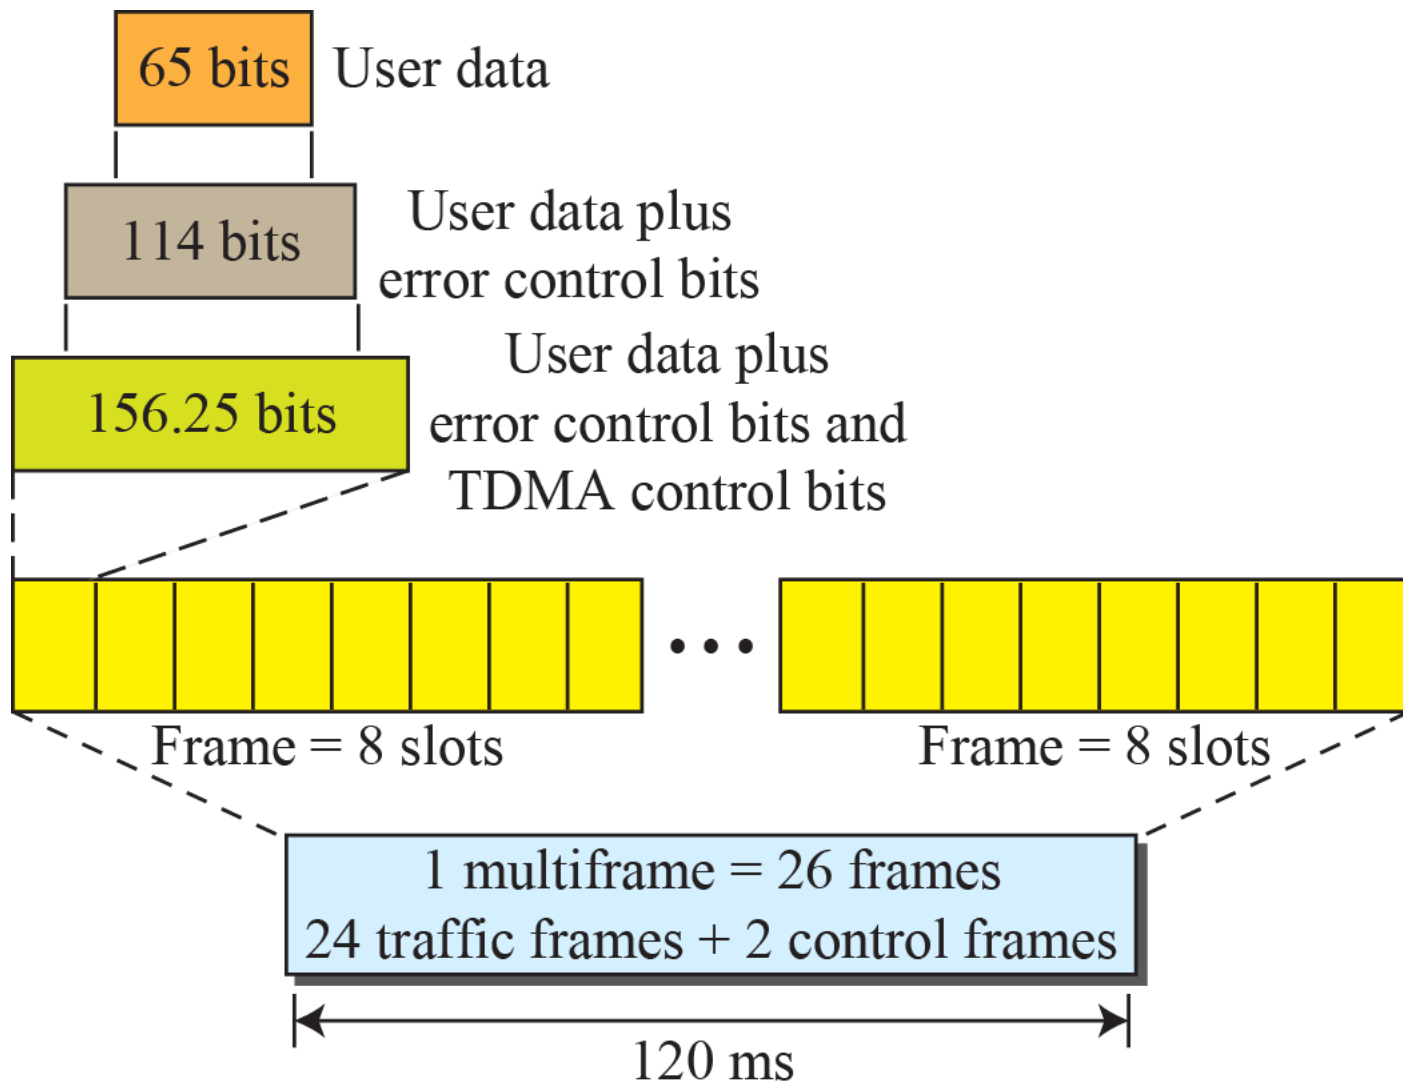 65 bits
User data
114 bits
User data plus
error control bits
156.25 bits
User data plus
error control bits and
TDMA control bits
Frame = 8 slots
Frame = 8 slots
1 multiframe = 26 frames
24 traffic frames + 2 control frames
120 ms